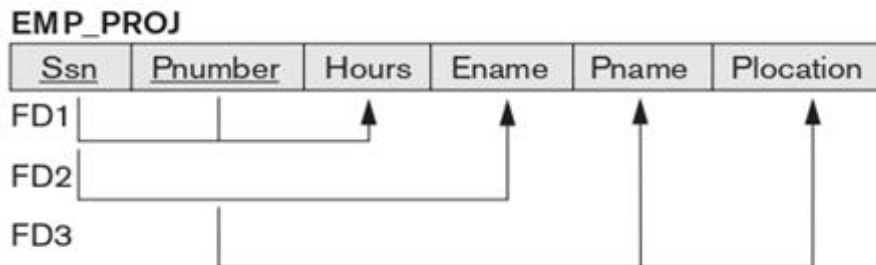 EMP_PROJ
Ssn Pnumber Hours Ename Pname Plocation
FD1
FD2
FD3